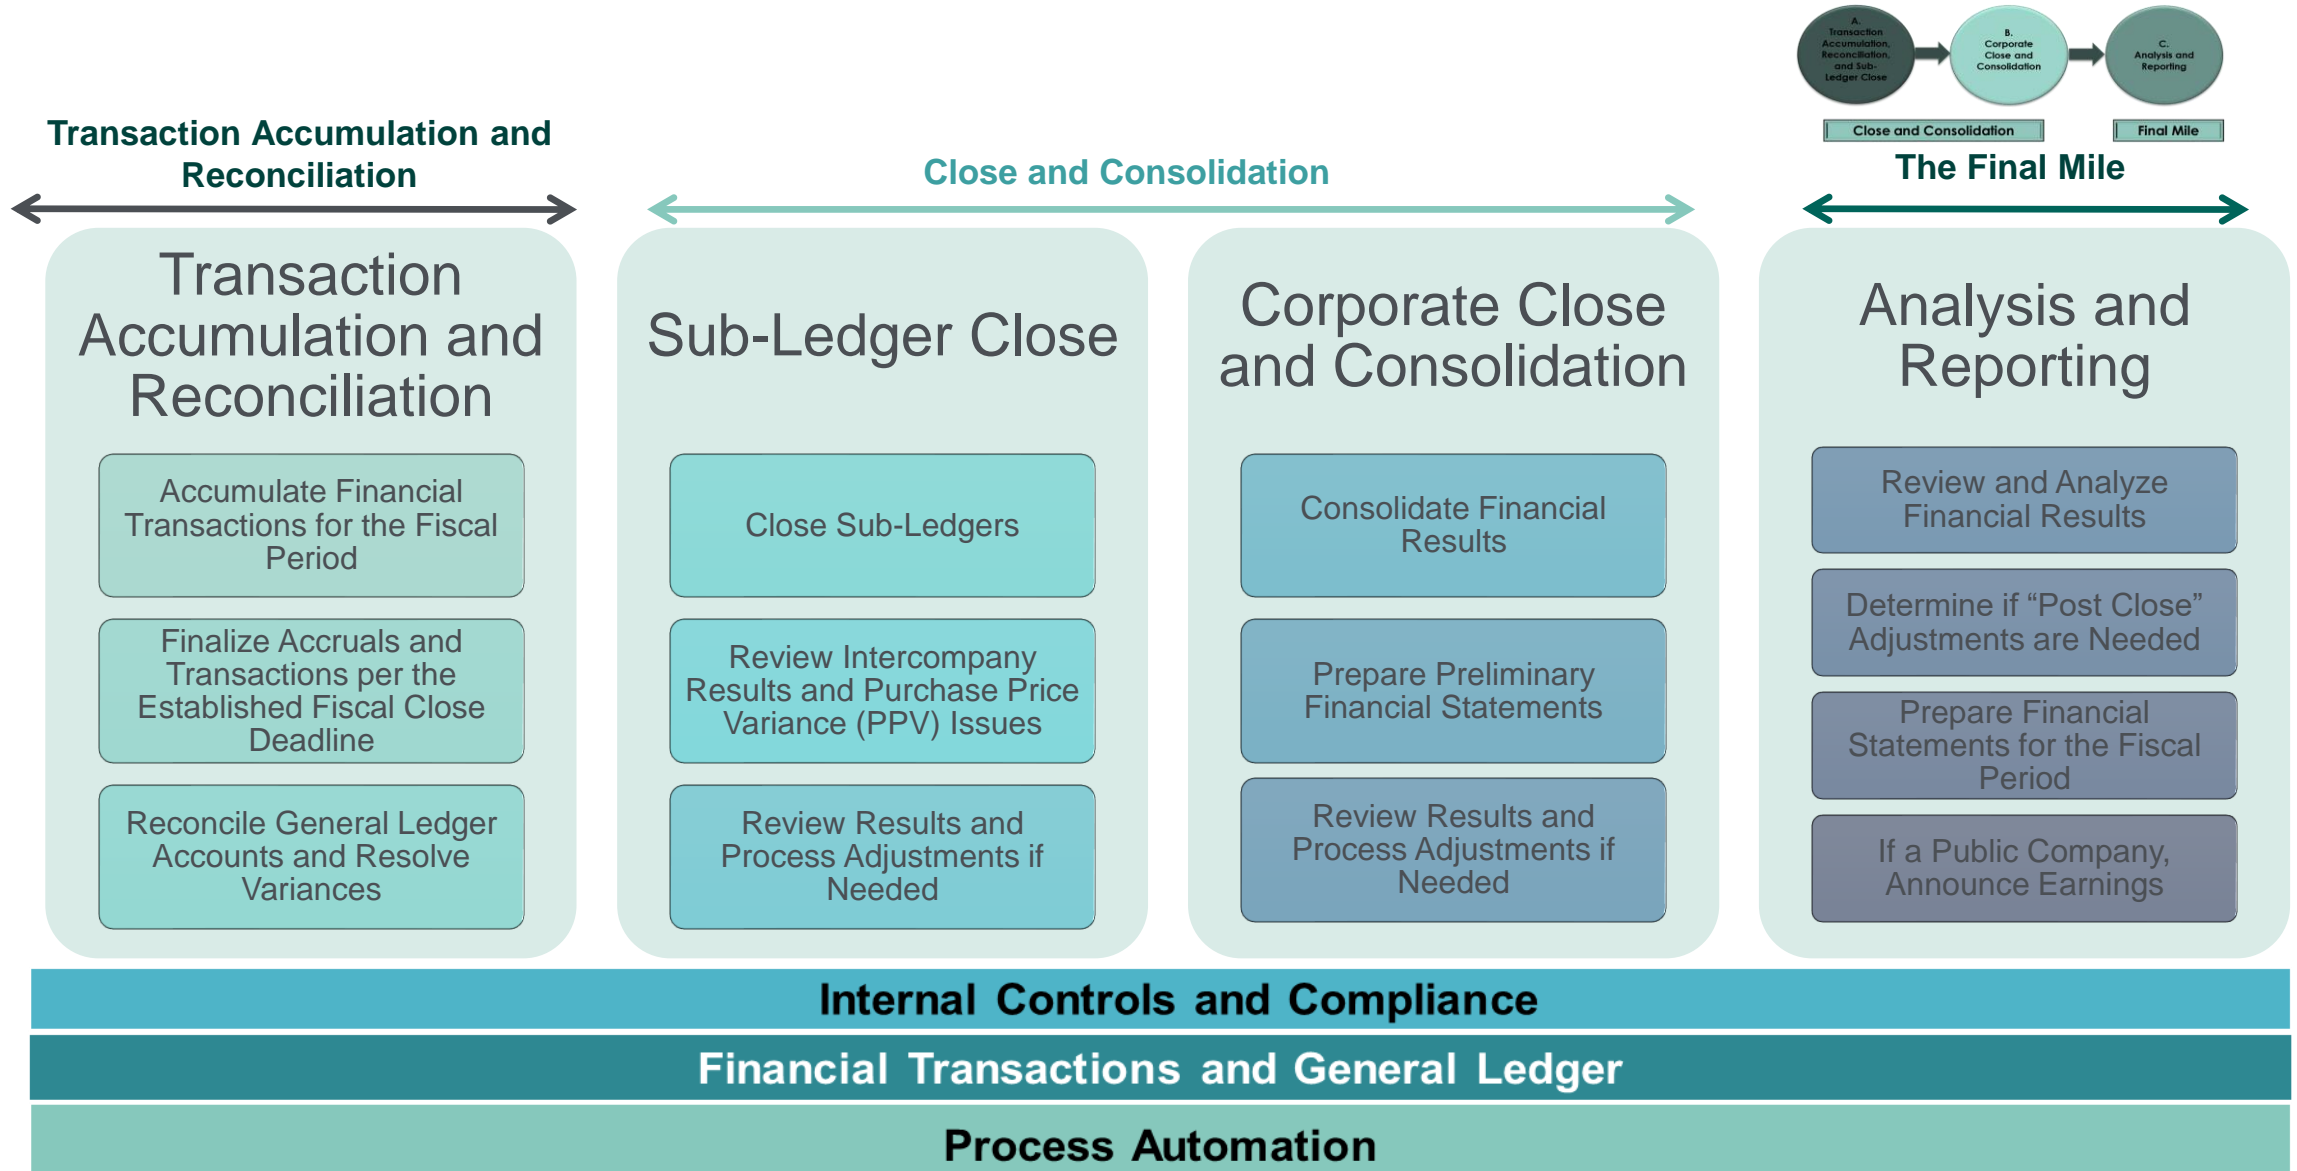 A.
Transaction
Accumulation,
Reconciliation,
and Sub-
Ledger Close
B.
Corporate
Close and
Consolidation
C.
Analysis and
Reporting
Close and Consolidation
Final Mile
Transaction Accumulation and
Reconciliation
Close and Consolidation
The Final Mile
Transaction
Accumulation and
Reconciliation
Accumulate Financial
Transactions for the Fiscal
Period
Finalize Accruals and
Transactions per the
Established Fiscal Close
Deadline
Reconcile General Ledger
Accounts and Resolve
Variances
Sub-Ledger Close
Close Sub-Ledgers
Review Intercompany
Results and Purchase Price
Variance (PPV) Issues
Review Results and
Process Adjustments if
Needed
Corporate Close
and Consolidation
Consolidate Financial
Results
Prepare Preliminary
Financial Statements
Review Results and
Process Adjustments if
Needed
Analysis and
Reporting
Review and Analyze
Financial Results
Determine if “Post Close”
Adjustments are Needed
Prepare Financial
Statements for the Fiscal
Period
If a Public Company,
Announce Earnings
Internal Controls and Compliance
Financial Transactions and General Ledger
Process Automation